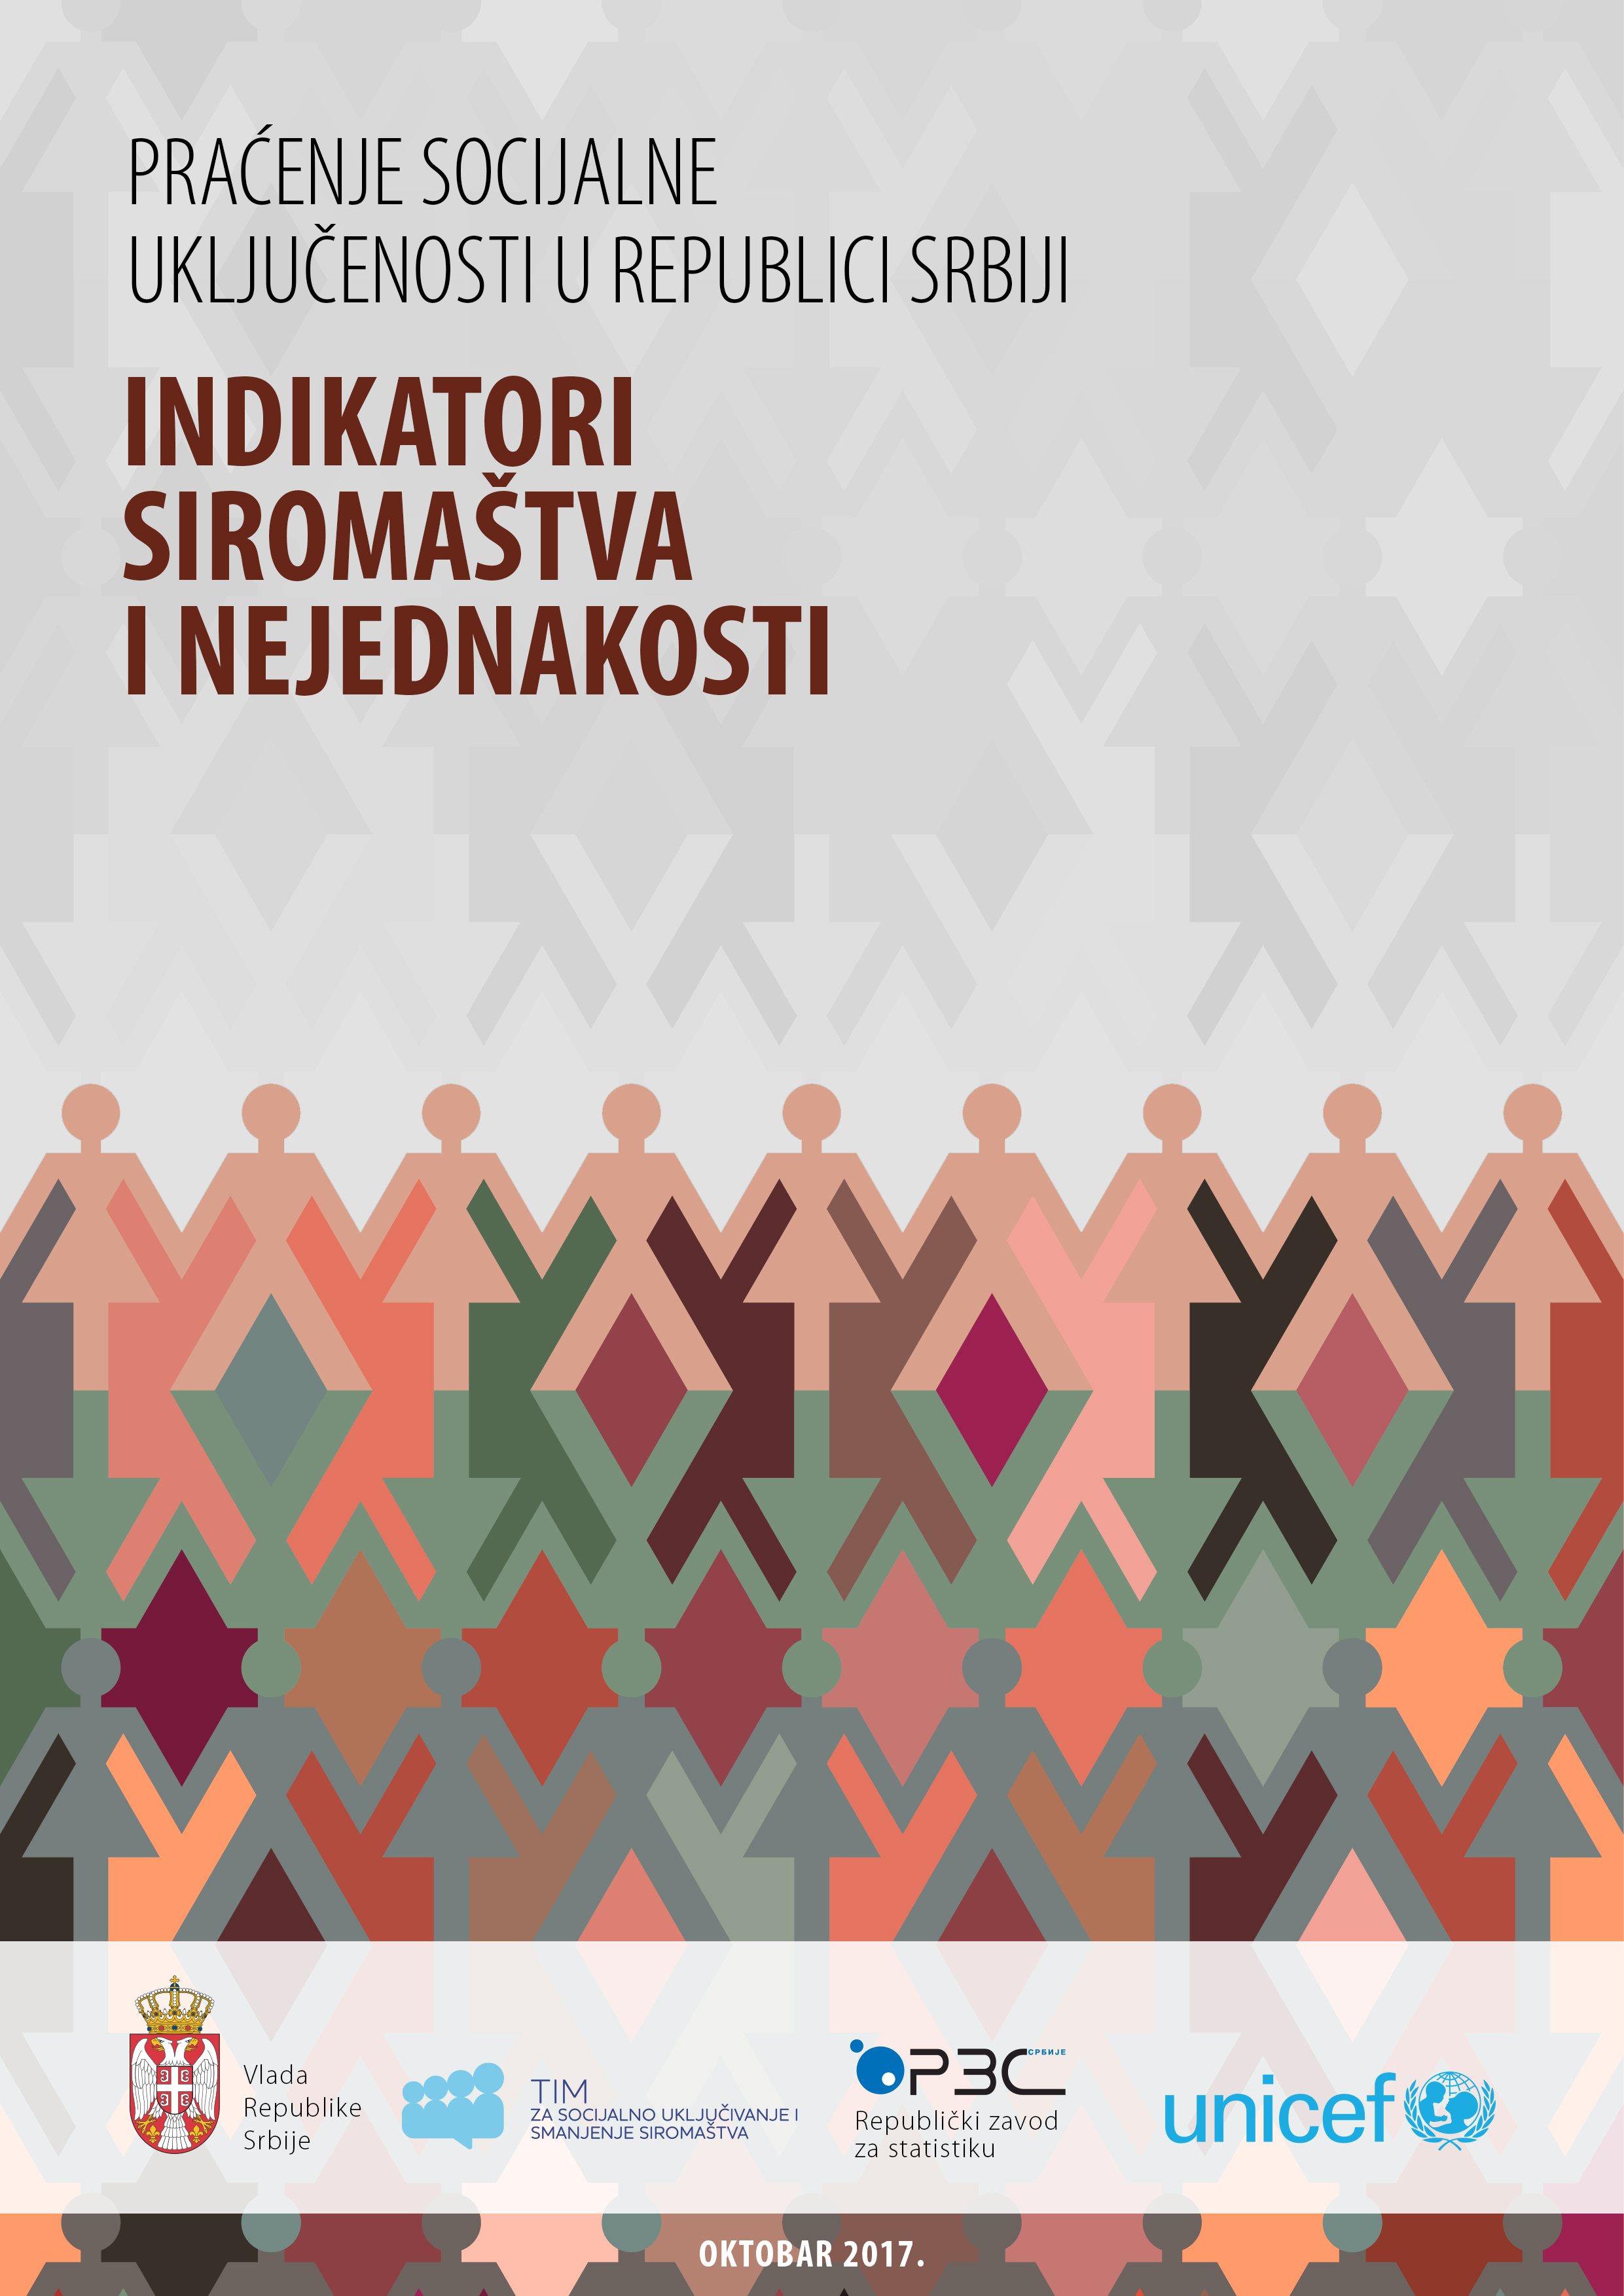 PRAĆENJE SOCIJALNE
UKLJUČENOSTI U REPUBLICI SRBIJI
INDIKATORI
SIROMAŠTVA
I NEJEDNAKOSTI
Vlada
Republike
Srbije
TIM
ZA SOCIJALNO UKLJUČIVANJE I
SMANJENJE SIROMAŠTVA
РЗС СРБИЈЕ
Republički zavod
za statistiku
unicef
OKTOBAR 2017.